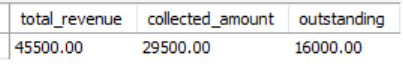 total_revenue collected_amount outstanding
45500.00 29500.00 16000.00